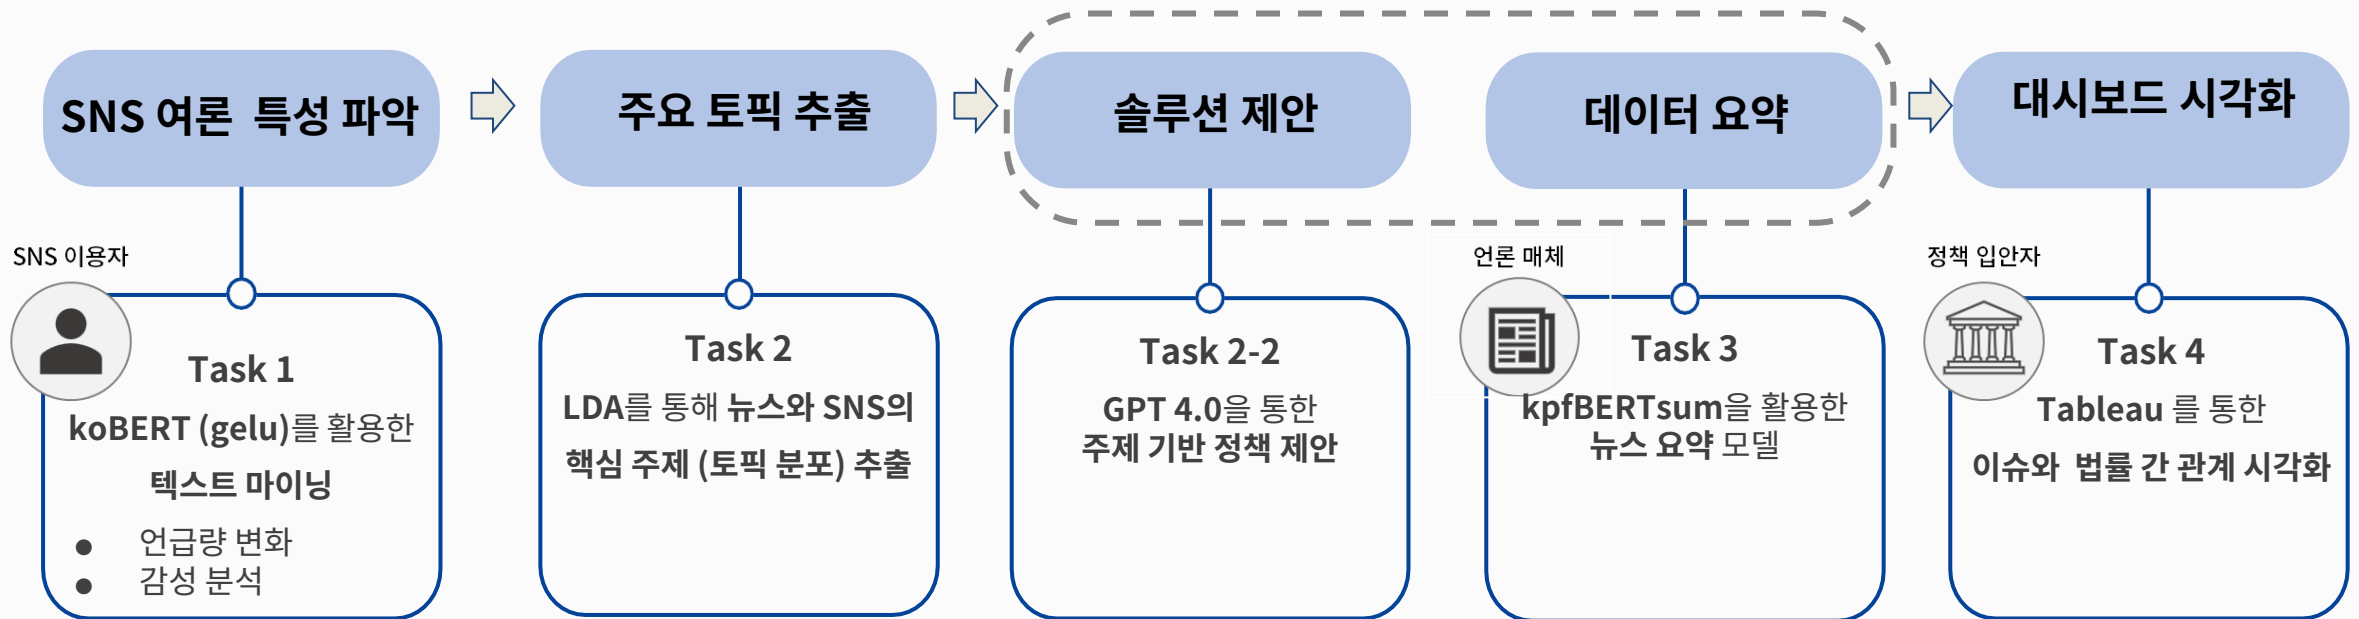 SNS 여론 특성 파악
주요 토픽 추출
솔루션 제안
데이터 요약
대시보드 시각화
SNS 이용자
Task 1
koBERT (gelu)를 활용한
텍스트 마이닝
● 언급량 변화
● 감성 분석
Task 2
LDA를 통해 뉴스와 SNS의
핵심 주제 (토픽 분포) 추출
Task 2-2
GPT 4.0을 통한
주제 기반 정책 제안
언론 매체
Task 3
kpfBERTsum을 활용한
뉴스 요약 모델
정책 입안자
Task 4
Tableau 를 통한
이슈와 법률 간 관계 시각화